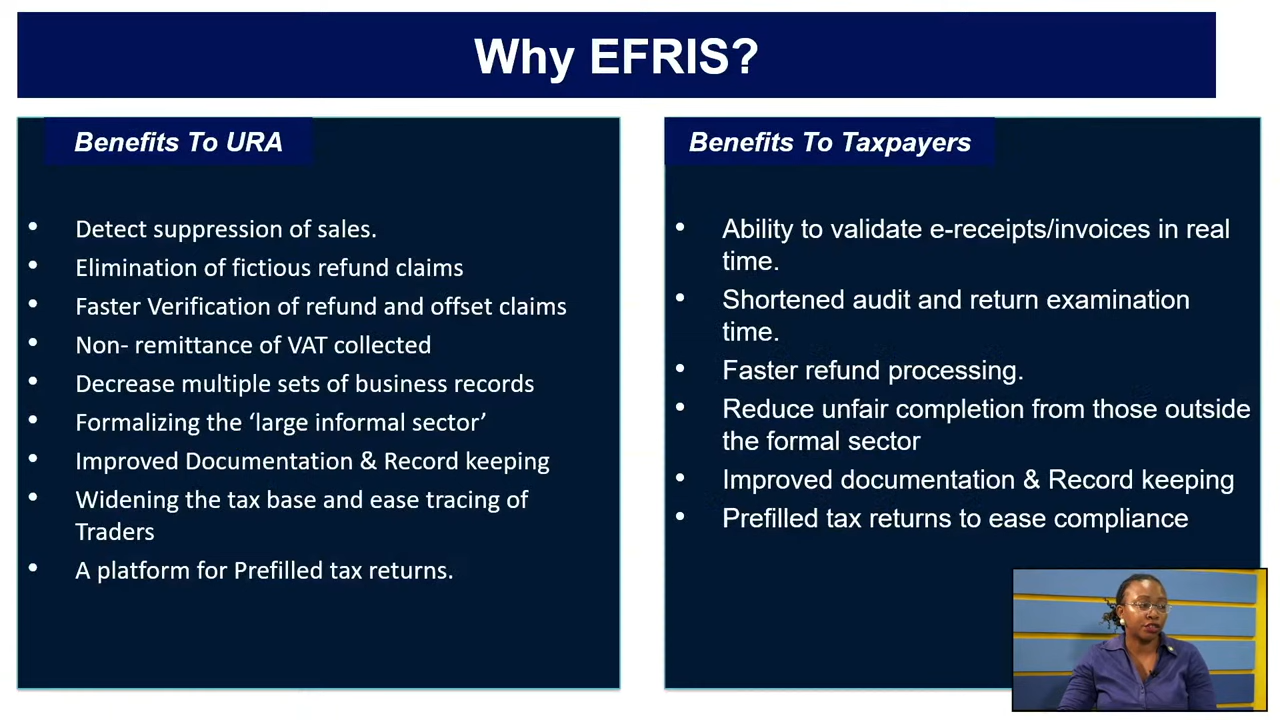 Why EFRIS?
Benefits To URA
• Detect suppression of sales.
• Elimination of fictious refund claims
• Faster Verification of refund and offset claims
• Non- remittance of VAT collected
• Decrease multiple sets of business records
• Formalizing the ‘large informal sector’
• Improved Documentation & Record keeping
• Widening the tax base and ease tracing of
Traders
• A platform for Prefilled tax returns.
Benefits To Taxpayers
• Ability to validate e-receipts/invoices in real
time.
• Shortened audit and return examination
time.
• Faster refund processing.
• Reduce unfair completion from those outside
the formal sector
• Improved documentation & Record keeping
• Prefilled tax returns to ease compliance